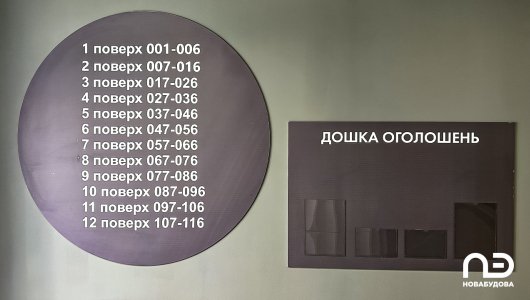 1 поверх 001-006
2 поверх 007-016
3 поверх 017-026
4 поверх 027-036
5 поверх 037-046
6 поверх 047-056
7 поверх 057-066
8 поверх 067-076
9 поверх 077-086
10 поверх 087-096
11 поверх 097-106
12 поверх 107-116
ДОШКА ОГОЛОШЕНЬ
НОВАБУДОВА